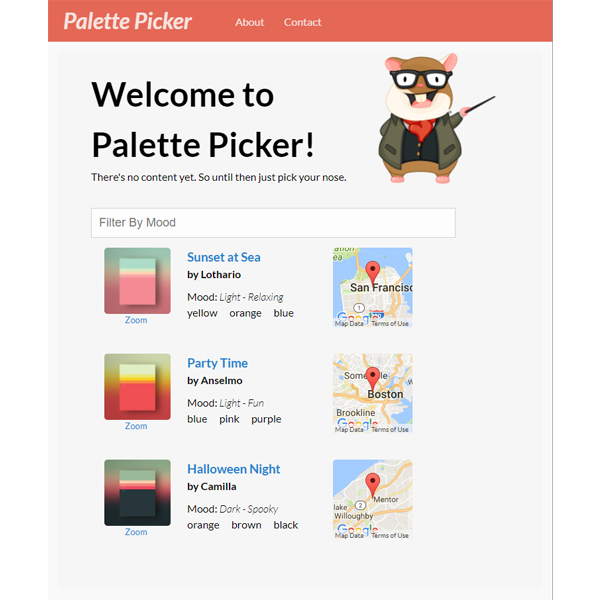 Palette Picker
About
Contact
Welcome to
Palette Picker!
There's no content yet. So until then just pick your nose.
Filter By Mood
Sunset at Sea
by Lothario
Mood: Light - Relaxing
yellow orange blue
Zoom
San Francisc
1
Google
Map Data Terms of Use
Party Time
by Anselmo
Mood: Light - Fun
blue pink purple
Zoom
Boston
Brookline
Google
Map Data Terms of Use
Halloween Night
by Camilla
Mood: Dark - Spooky
orange brown black
Zoom
2
Mentor
lake
Willoughby
Google
Map Data Terms of Use